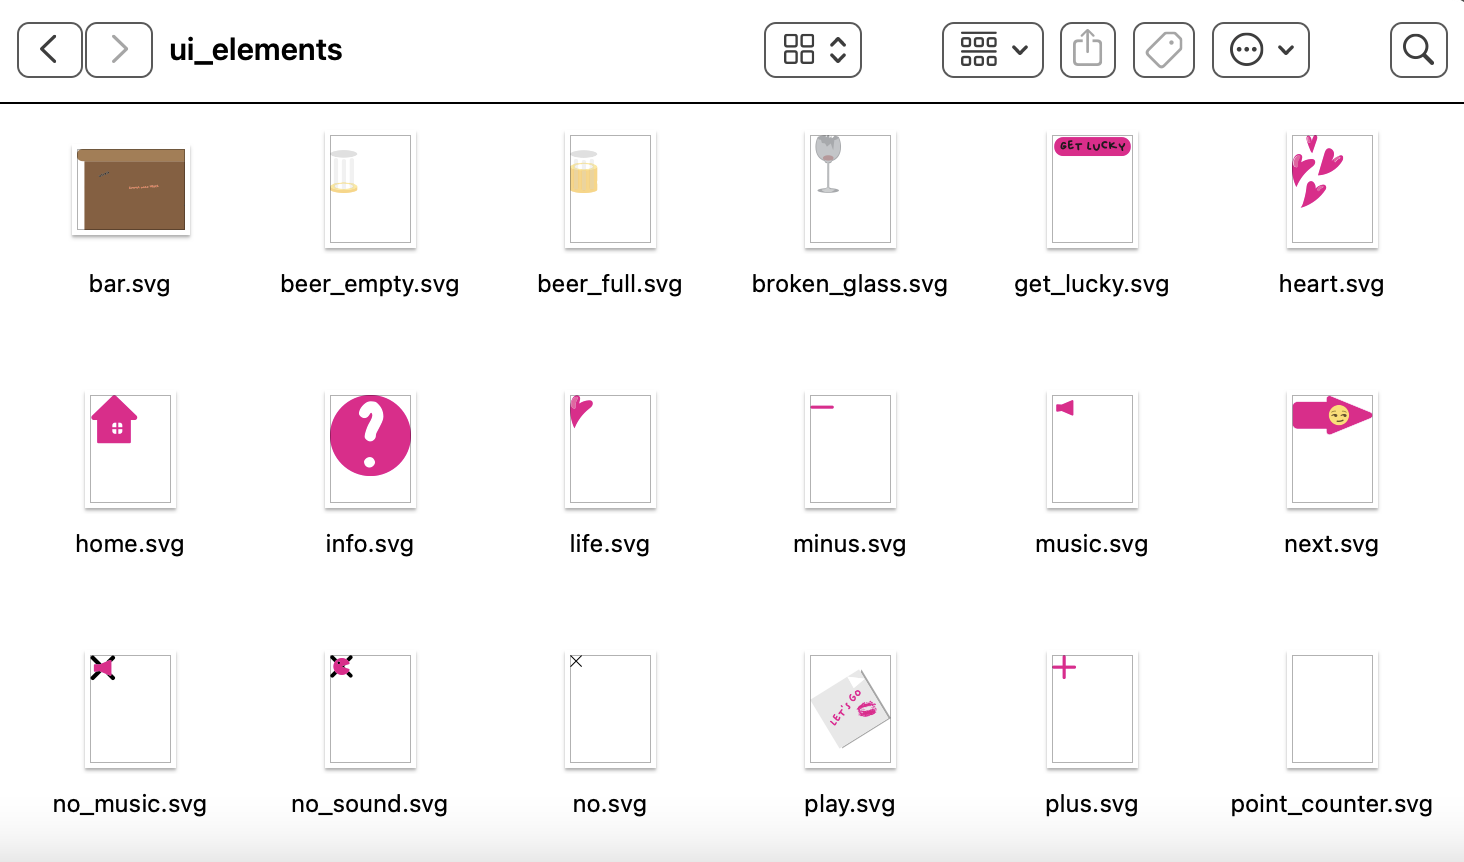 ui_elements
GET LUCKY
bar.svg
beer_empty.svg
beer_full.svg
broken_glass.svg
get_lucky.svg
heart.svg
?
home.svg
info.svg
life.svg
minus.svg
music.svg
next.svg
LET'S GO
no_music.svg
no_sound.svg
no.svg
play.svg
plus.svg
point_counter.svg